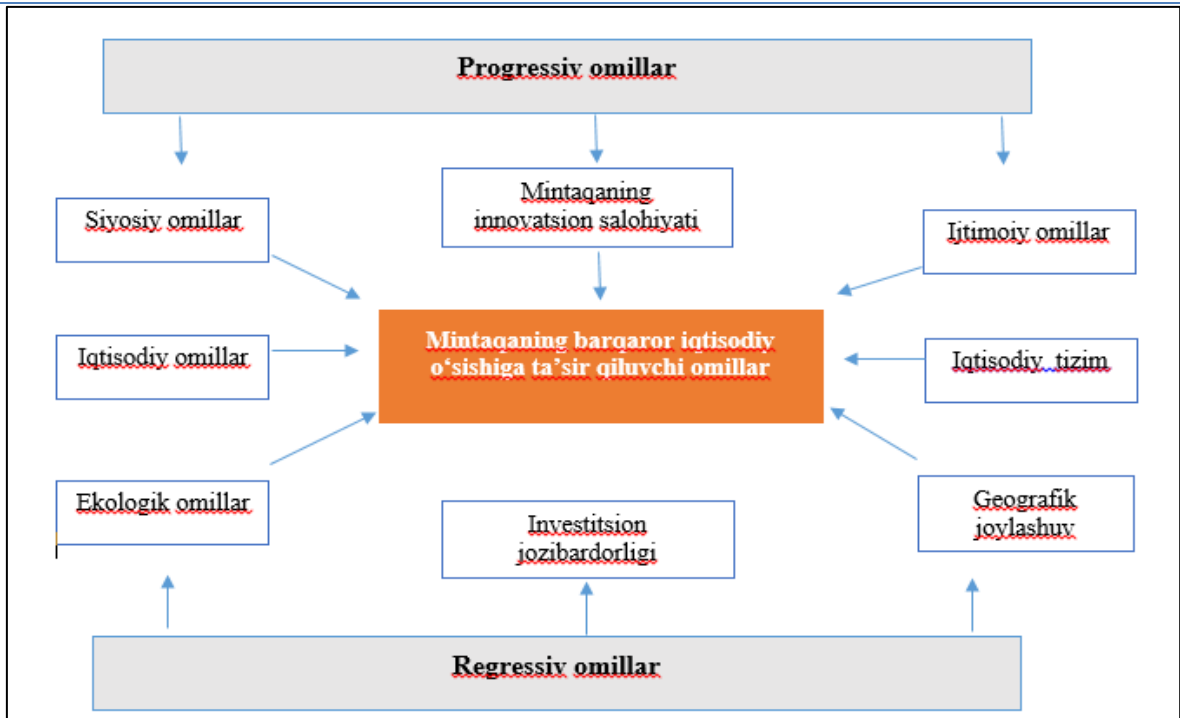 Progressiv omillar
Siyosiy omillar
Mintaqaning
innovatsion salohiyati
Ijtimoiy omillar
Iqtisodiy omillar
Mintaqaning barqaror iqtisodiy
o‘sishiga ta’sir qiluvchi omillar
Iqtisodiy tizim
Ekologik omillar
Investitsion
jozibardorligi
Geografik
joylashuv
Regressiv omillar